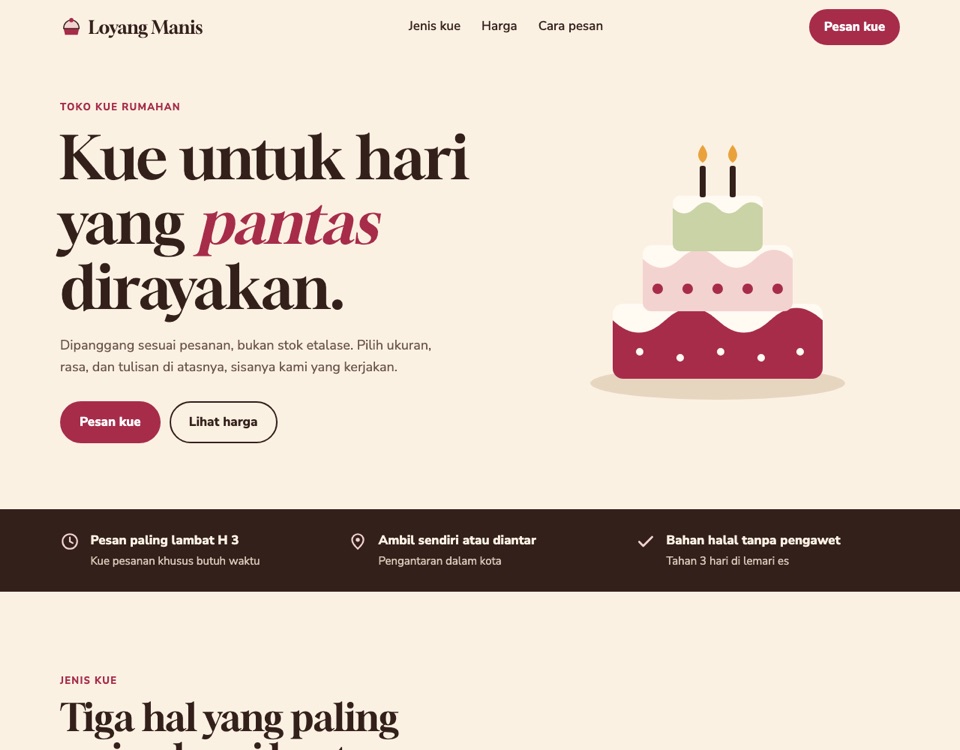 Loyang Manis
Jenis kue
Harga
Cara pesan
Pesan kue
TOKO KUE RUMAHAN
Kue untuk hari
yang pantas
dirayakan.
Dipanggang sesuai pesanan, bukan stok etalase. Pilih ukuran,
rasa, dan tulisan di atasnya, sisanya kami yang kerjakan.
Pesan kue
Lihat harga
Pesan paling lambat H 3
Kue pesanan khusus butuh waktu
Ambil sendiri atau diantar
Pengantaran dalam kota
Bahan halal tanpa pengawet
Tahan 3 hari di lemari es
JENIS KUE
Tiga hal yang paling